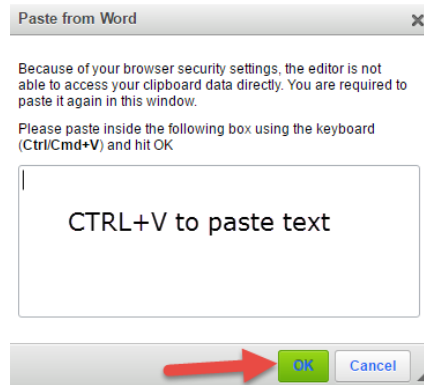 Paste from Word
Because of your browser security settings, the editor is not
able to access your clipboard data directly. You are required to
paste it again in this window.
Please paste inside the following box using the keyboard
(Ctrl/Cmd+V) and hit OK
CTRL+V to paste text
OK Cancel